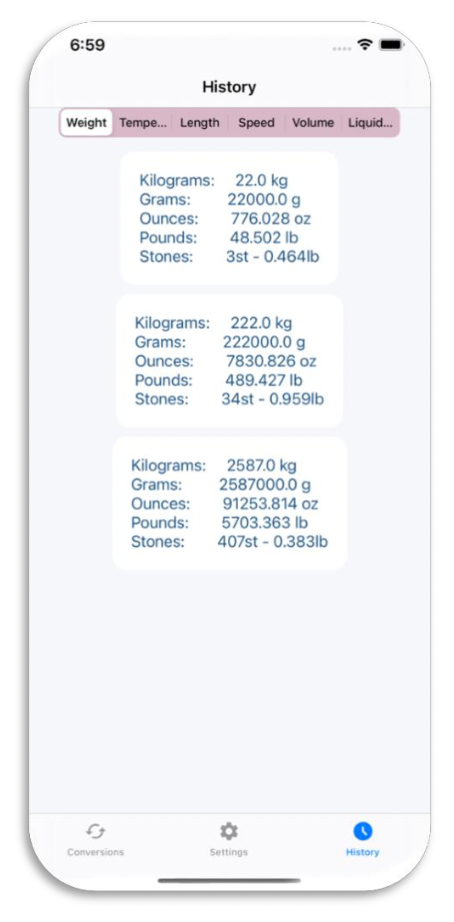 6:59
History
Weight Tempe... Length Speed Volume Liquid...
Kilograms: 22.0 kg
Grams: 22000.0 g
Ounces: 776.028 oz
Pounds: 48.502 lb
Stones: 3st - 0.464lb
Kilograms: 222.0 kg
Grams: 222000.0 g
Ounces: 7830.826 oz
Pounds: 489.427 lb
Stones: 34st - 0.959lb
Kilograms: 2587.0 kg
Grams: 2587000.0 g
Ounces: 91253.814 oz
Pounds: 5703.363 lb
Stones: 407st - 0.383lb
Conversions Settings History